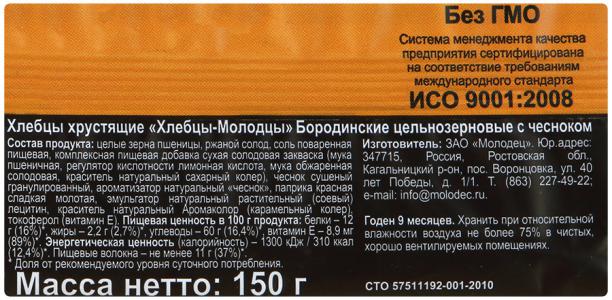 Без ГМО
Система менеджмента качества
предприятия сертифицирована
на соответствие требованиям
международного стандарта
ИСО 9001:2008
Хлебцы хрустящие «Хлебцы-Молодцы» Бородинские цельнозерновые с чесноком
Состав продукта: целые зерна пшеницы, ржаной солод, соль поваренная
пищевая, комплексная пищевая добавка сухая солодовая закваска (мука
пшеничная, регулятор кислотности лимонная кислота, мука обжаренная
солодовая, краситель натуральный сахарный колер), чеснок сушеный
гранулированный, ароматизатор натуральный «чеснок», паприка красная
сладкая молотая, эмульгатор натуральный растительный (соевый)
лецитин, краситель натуральный Аромаколор (карамельный колер),
токоферол (витамин Е). Пищевая ценность в 100 г продукта: белки – 12
г (16%)*, жиры – 2,2 г (2,7%)*, углеводы – 60 г (16,4%)*, витамин Е – 8,9 мг
(89%)*. Энергетическая ценность (калорийность) – 1300 кДж / 310 ккал
(12,4%)*. Пищевые волокна – не менее 11 г (37%)*.
* Доля от рекомендуемого уровня суточного потребления.
Масса нетто: 150 г
Изготовитель: ЗАО «Молодец». Юр.адрес:
347715, Россия, Ростовская обл.,
Кагальницкий р-он, пос. Воронцовка, ул. 40
лет Победы, д. 1/1. Т. (863) 227-49-22;
e-mail: info@molodec.ru.
Годен 9 месяцев. Хранить при относительной
влажности воздуха не более 75% в чистых,
хорошо вентилируемых помещениях.
СТО 57511192-001-2010